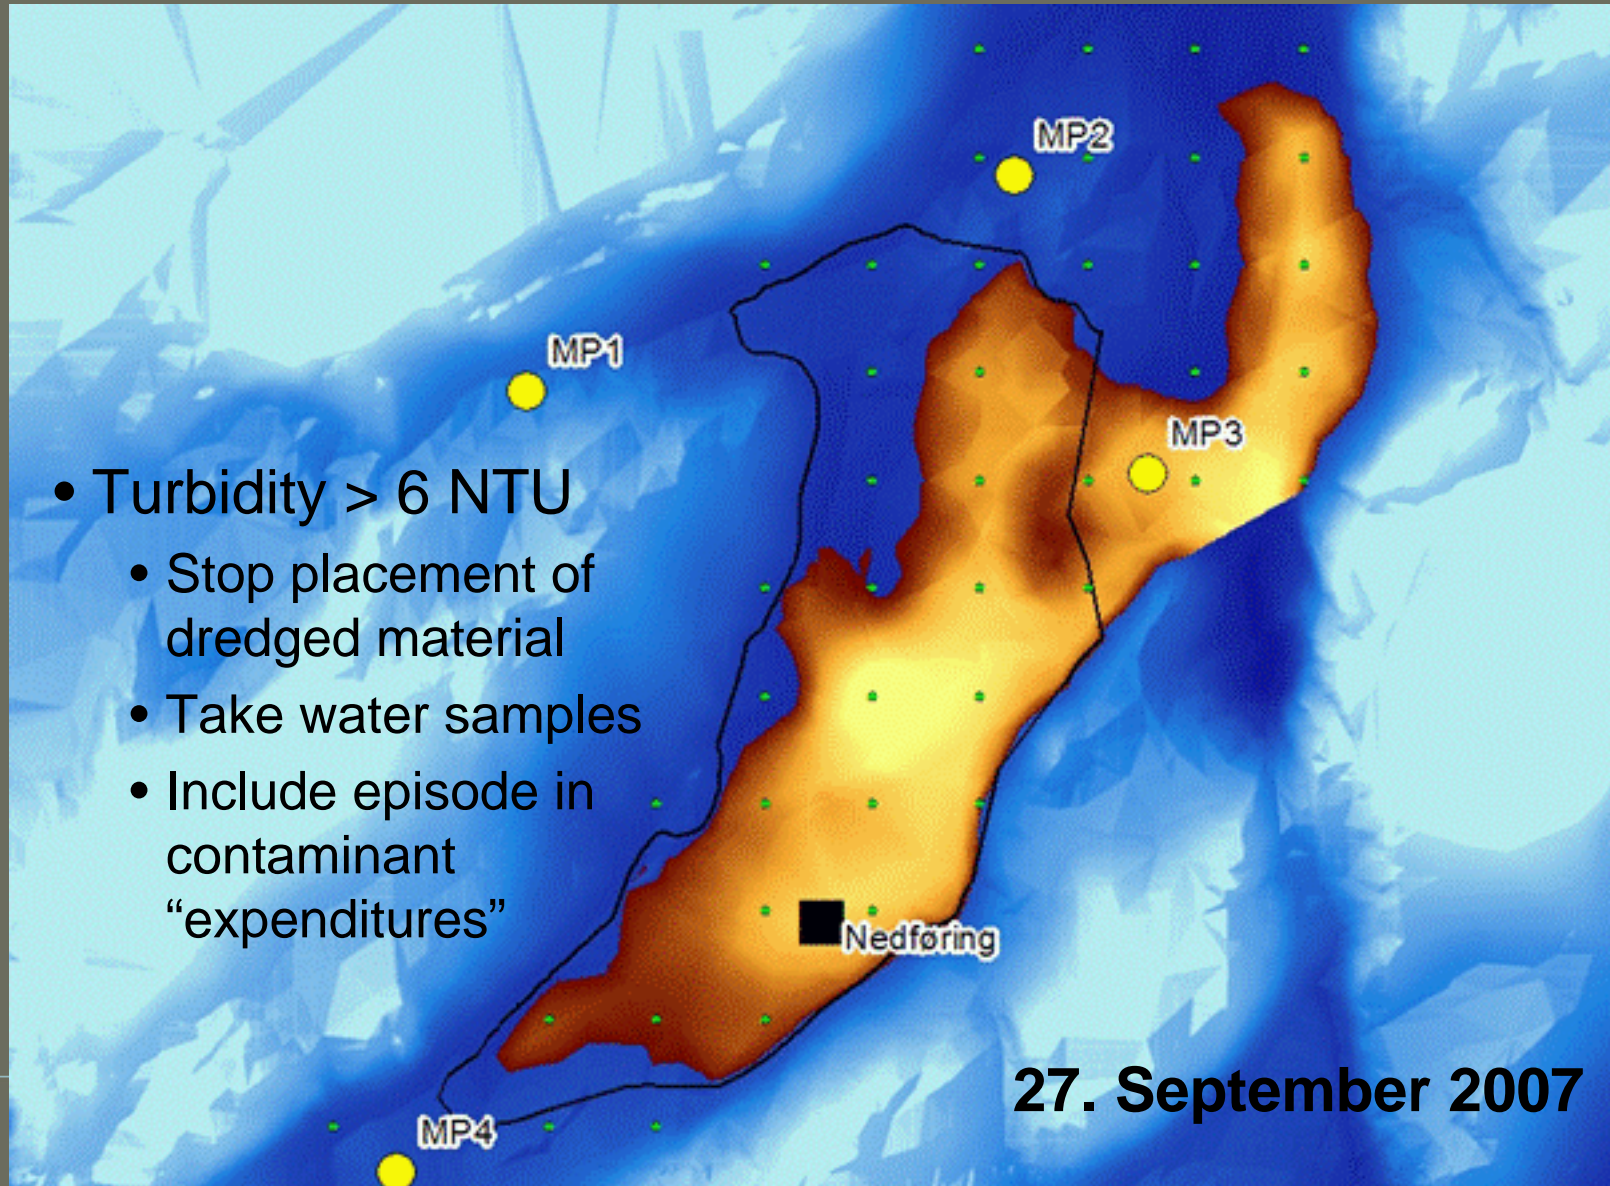 MP2
MP1
MP3
• Turbidity > 6 NTU
• Stop placement of
dredged material
• Take water samples
• Include episode in
contaminant
“expenditures”
Nedføring
27. September 2007
MP4